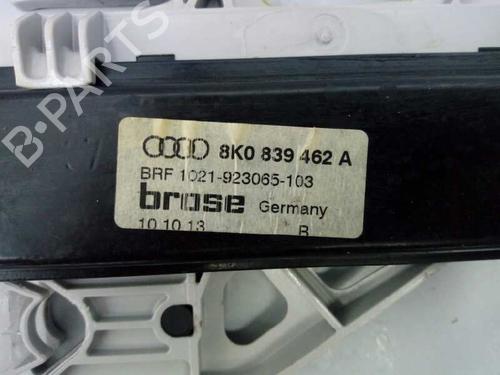 B-PARTS
8K0 839 462 A
BRF 1021-923065-103
brose Germany
10.10.13 R